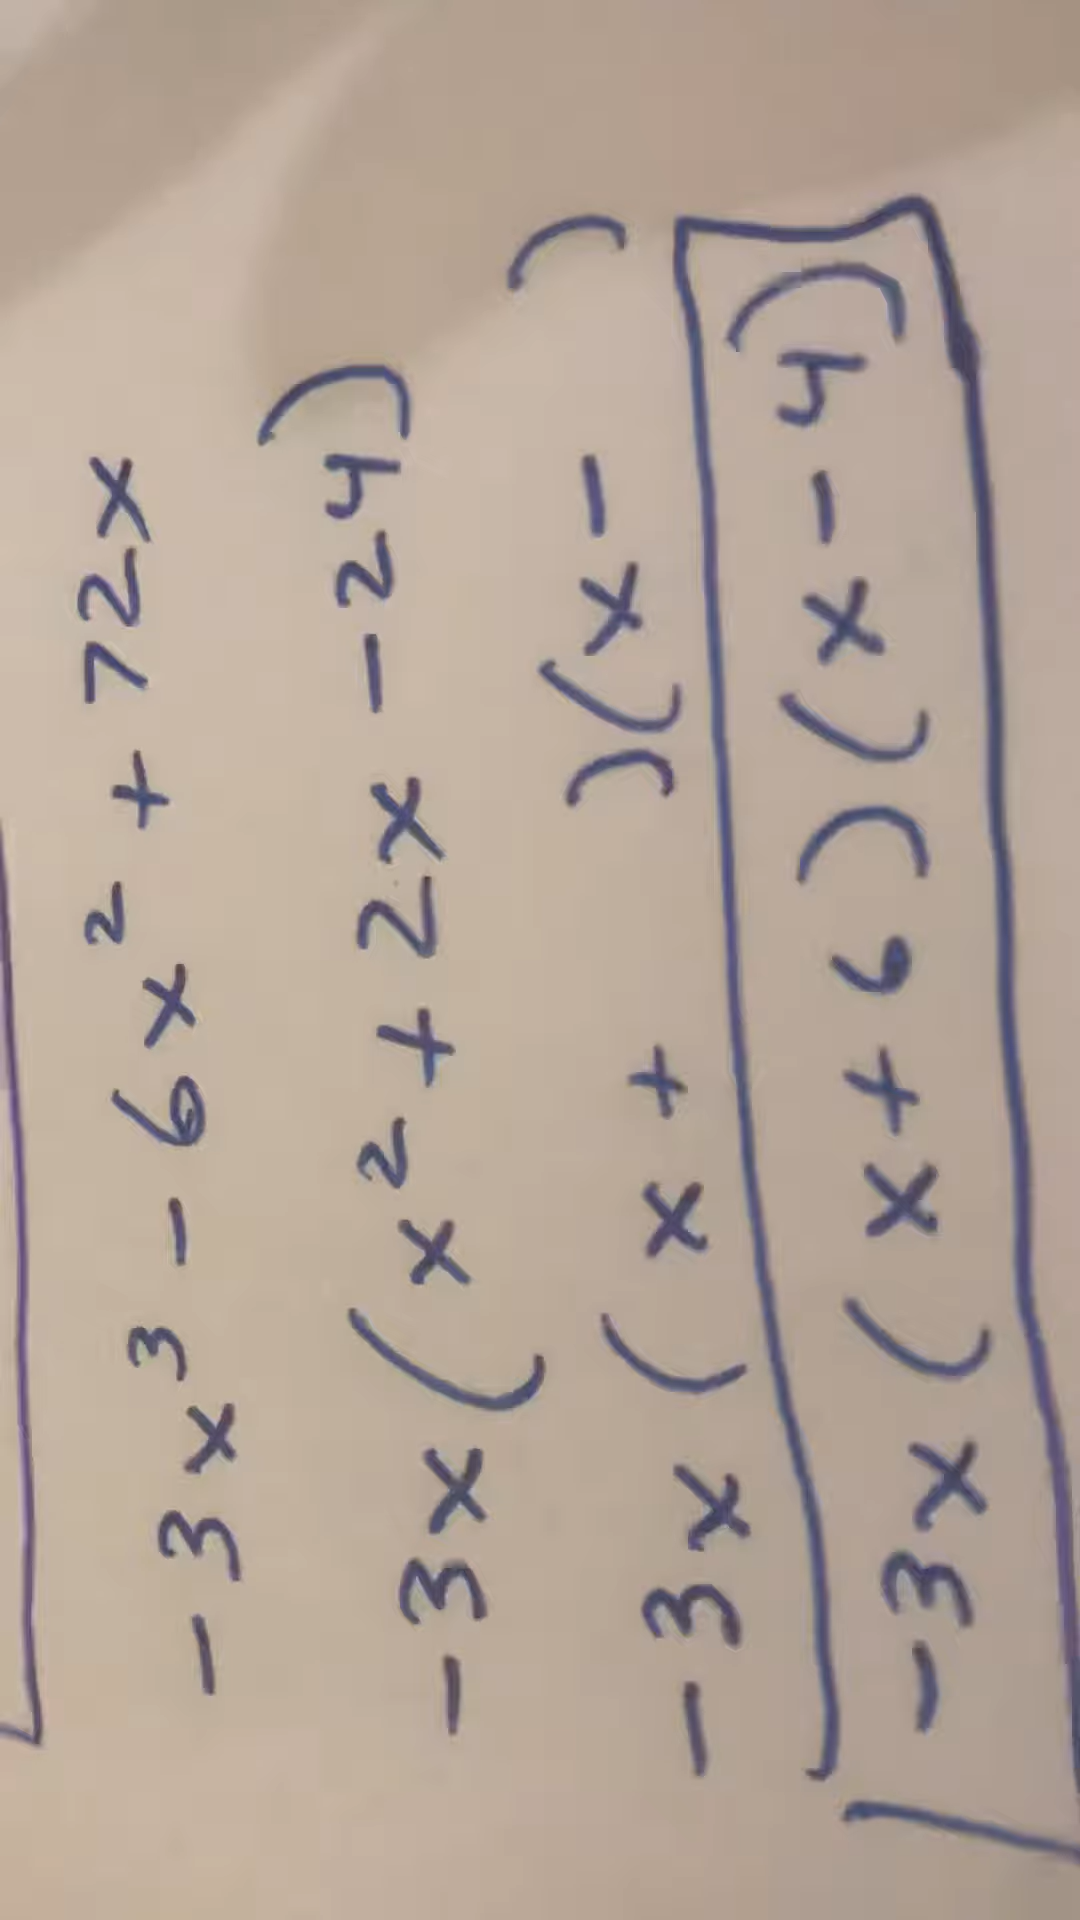 -3x³ - 6x² + 72x
-3x(x² + 2x - 24)
-3x(x + )(x - )
-3x(x+6)(x-4)